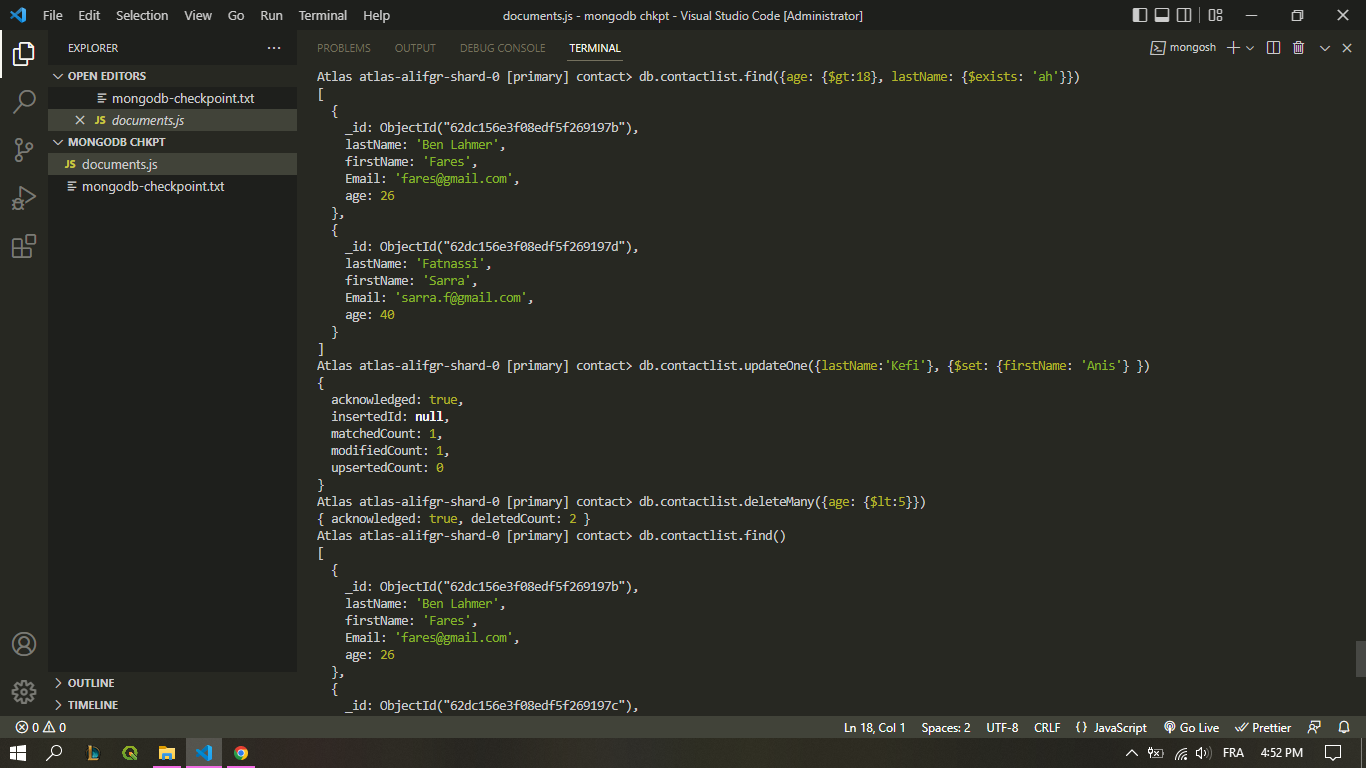 File Edit Selection View Go Run Terminal Help documents.js - mongodb chkpt - Visual Studio Code [Administrator]
EXPLORER ···
OPEN EDITORS
mongodb-checkpoint.txt
JS documents.js
MONGODB CHKPT
JS documents.js
mongodb-checkpoint.txt
OUTLINE
TIMELINE
PROBLEMS OUTPUT DEBUG CONSOLE TERMINAL mongosh
Atlas atlas-alifgr-shard-0 [primary] contact> db.contactlist.find({age: {$gt:18}, lastName: {$exists: 'ah'}})
[
{
_id: ObjectId("62dc156e3f08edf5f269197b"),
lastName: 'Ben Lahmer',
firstName: 'Fares',
Email: 'fares@gmail.com',
age: 26
},
{
_id: ObjectId("62dc156e3f08edf5f269197d"),
lastName: 'Fatnassi',
firstName: 'Sarra',
Email: 'sarra.f@gmail.com',
age: 40
}
]
Atlas atlas-alifgr-shard-0 [primary] contact> db.contactlist.updateOne({lastName:'Kefi'}, {$set: {firstName: 'Anis'} })
{
acknowledged: true,
insertedId: null,
matchedCount: 1,
modifiedCount: 1,
upsertedCount: 0
}
Atlas atlas-alifgr-shard-0 [primary] contact> db.contactlist.deleteMany({age: {$lt:5}})
{ acknowledged: true, deletedCount: 2 }
Atlas atlas-alifgr-shard-0 [primary] contact> db.contactlist.find()
[
{
_id: ObjectId("62dc156e3f08edf5f269197b"),
lastName: 'Ben Lahmer',
firstName: 'Fares',
Email: 'fares@gmail.com',
age: 26
},
{
_id: ObjectId("62dc156e3f08edf5f269197c"),
0 0 Ln 18, Col 1 Spaces: 2 UTF-8 CRLF {} JavaScript Go Live Prettier
FRA 4:52 PM